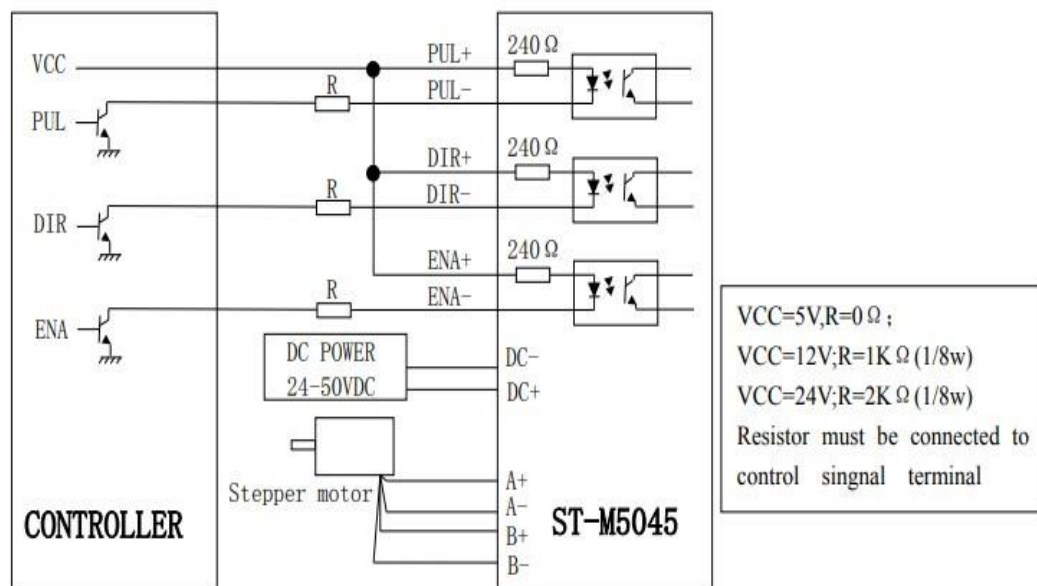 VCC
PUL+
240Ω
R
PUL-
PUL
DIR+
240Ω
R
DIR-
DIR
ENA+
240Ω
R
ENA-
ENA
DC POWER
24-50VDC
DC-
DC+
Stepper motor
A+
A-
B+
B-
CONTROLLER
ST-M5045
VCC=5V,R=0Ω;
VCC=12V;R=1KΩ(1/8w)
VCC=24V;R=2KΩ(1/8w)
Resistor must be connected to
control singnal terminal